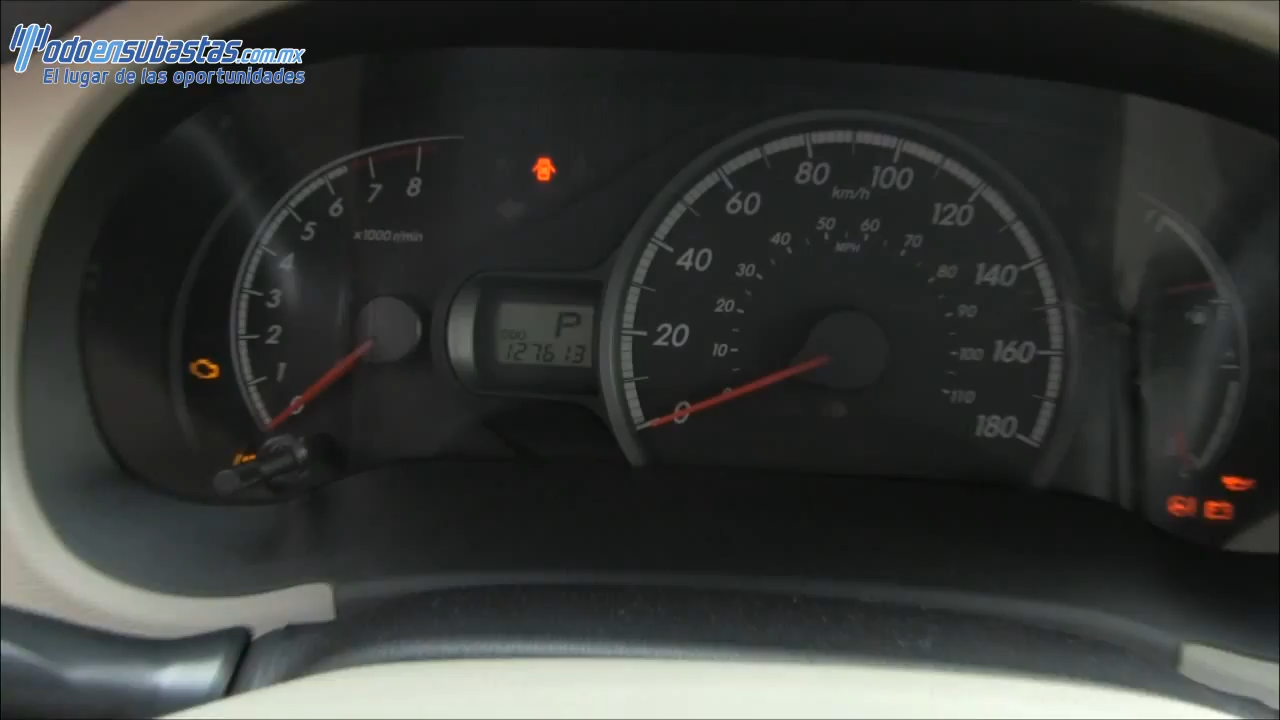 Todoensubastas.com.mx
El lugar de las oportunidades
0 1 2 3 4 5 6 7 8
x1000 r/min
P
ODO
127613
0 20 40 60 80 100 120 140 160 180
km/h
10 20 30 40 50 60 70 80 90 100 110
MPH